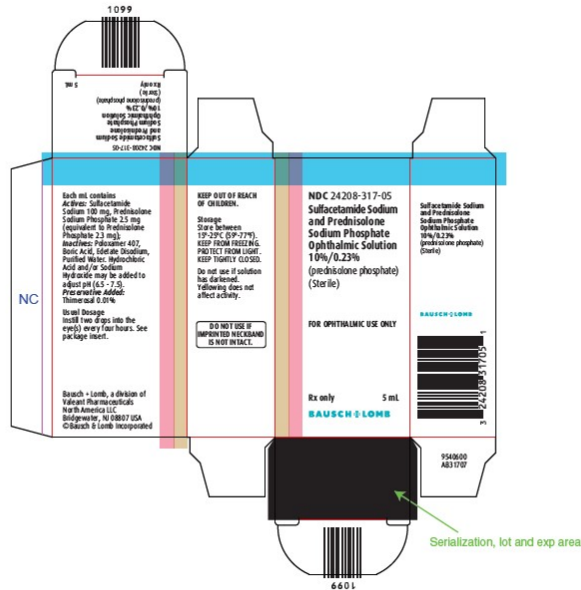 1099
5 mL
Rx only
(Sterile)
(prednisolone phosphate)
10%/0.23%
Ophthalmic Solution
Sodium Phosphate
and Prednisolone
Sulfacetamide Sodium
NDC 24208-317-05
NC
Each mL contains
Actives: Sulfacetamide
Sodium 100 mg, Prednisolone
Sodium Phosphate 2.5 mg
(equivalent to Prednisolone
Phosphate 2.3 mg);
Inactives: Poloxamer 407,
Boric Acid, Edetate Disodium,
Purified Water. Hydrochloric
Acid and/or Sodium
Hydroxide may be added to
adjust pH (6.5 - 7.5).
Preservative Added:
Thimerosal 0.01%
Usual Dosage
Instill two drops into the
eye(s) every four hours. See
package insert.
Bausch + Lomb, a division of
Valeant Pharmaceuticals
North America LLC
Bridgewater, NJ 08807 USA
©Bausch & Lomb Incorporated
KEEP OUT OF REACH
OF CHILDREN.
Storage
Store between
15°-25°C (59°-77°F).
KEEP FROM FREEZING.
PROTECT FROM LIGHT.
KEEP TIGHTLY CLOSED.
Do not use if solution
has darkened.
Yellowing does not
affect activity.
DO NOT USE IF
IMPRINTED NECKBAND
IS NOT INTACT.
NDC 24208-317-05
Sulfacetamide Sodium
and Prednisolone
Sodium Phosphate
Ophthalmic Solution
10%/0.23%
(prednisolone phosphate)
(Sterile)
FOR OPHTHALMIC USE ONLY
Rx only 5 mL
BAUSCH + LOMB
Sulfacetamide Sodium
and Prednisolone
Sodium Phosphate
Ophthalmic Solution
10%/0.23%
(prednisolone phosphate)
(Sterile)
BAUSCH + LOMB
3 24208 31705 1
9540600
AB31707
Serialization, lot and exp area
1099